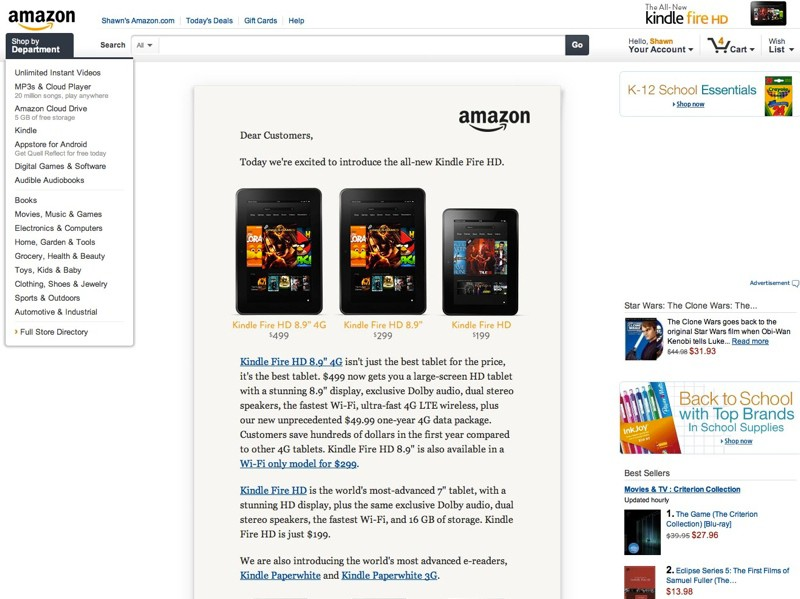 amazon
Shawn's Amazon.com
Today's Deals
Gift Cards
Help
The All-New
kindle fire HD
Shop by
Department
Search
All
Go
Hello, Shawn
Your Account
4
Cart
Wish
List
Unlimited Instant Videos
MP3s & Cloud Player
20 million songs, play anywhere
Amazon Cloud Drive
5 GB of free storage
Kindle
Appstore for Android
Get Quell Reflect for free today
Digital Games & Software
Audible Audiobooks
Books
Movies, Music & Games
Electronics & Computers
Home, Garden & Tools
Grocery, Health & Beauty
Toys, Kids & Baby
Clothing, Shoes & Jewelry
Sports & Outdoors
Automotive & Industrial
Full Store Directory
amazon
Dear Customers,
Today we're excited to introduce the all-new Kindle Fire HD.
Kindle Fire HD 8.9" 4G
$499
Kindle Fire HD 8.9"
$299
Kindle Fire HD
$199
Kindle Fire HD 8.9" 4G isn't just the best tablet for the price,
it's the best tablet. $499 now gets you a large-screen HD tablet
with a stunning 8.9" display, exclusive Dolby audio, dual stereo
speakers, the fastest Wi-Fi, ultra-fast 4G LTE wireless, plus
our new unprecedented $49.99 one-year 4G data package.
Customers save hundreds of dollars in the first year compared
to other 4G tablets. Kindle Fire HD 8.9" is also available in a
Wi-Fi only model for $299.
Kindle Fire HD is the world's most-advanced 7" tablet, with a
stunning HD display, plus the same exclusive Dolby audio, dual
stereo speakers, the fastest Wi-Fi, and 16 GB of storage. Kindle
Fire HD is just $199.
We are also introducing the world's most advanced e-readers,
Kindle Paperwhite and Kindle Paperwhite 3G.
K-12 School Essentials
Shop now
Crayola
Advertisement
Star Wars: The Clone Wars: The...
The Clone Wars goes back to the
original Star Wars film when Obi-Wan
Kenobi tells Luke... Read more
$44.98 $31.93
InkJoy
Back to School
with Top Brands
In School Supplies
Shop now
Best Sellers
Movies & TV : Criterion Collection
Updated hourly
1. The Game (The Criterion
Collection) [Blu-ray]
$39.95 $27.96
2. Eclipse Series 5: The First Films of
Samuel Fuller (The...
$13.98